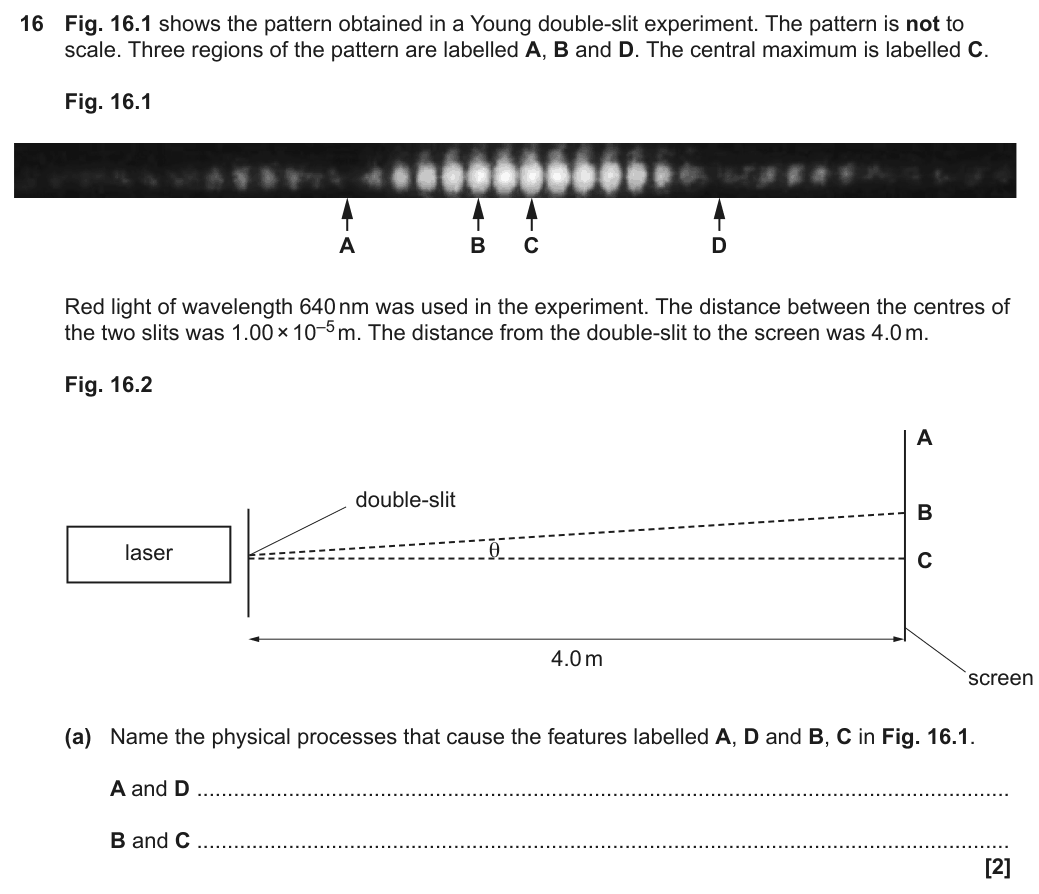 16 Fig. 16.1 shows the pattern obtained in a Young double-slit experiment. The pattern is not to
scale. Three regions of the pattern are labelled A, B and D. The central maximum is labelled C.
Fig. 16.1
A B C D
Red light of wavelength 640 nm was used in the experiment. The distance between the centres of
the two slits was 1.00 × 10⁻⁵ m. The distance from the double-slit to the screen was 4.0 m.
Fig. 16.2
A
double-slit
B
laser
θ
C
4.0 m
screen
(a) Name the physical processes that cause the features labelled A, D and B, C in Fig. 16.1.
A and D ....................................................................................................
B and C ....................................................................................................
[2]